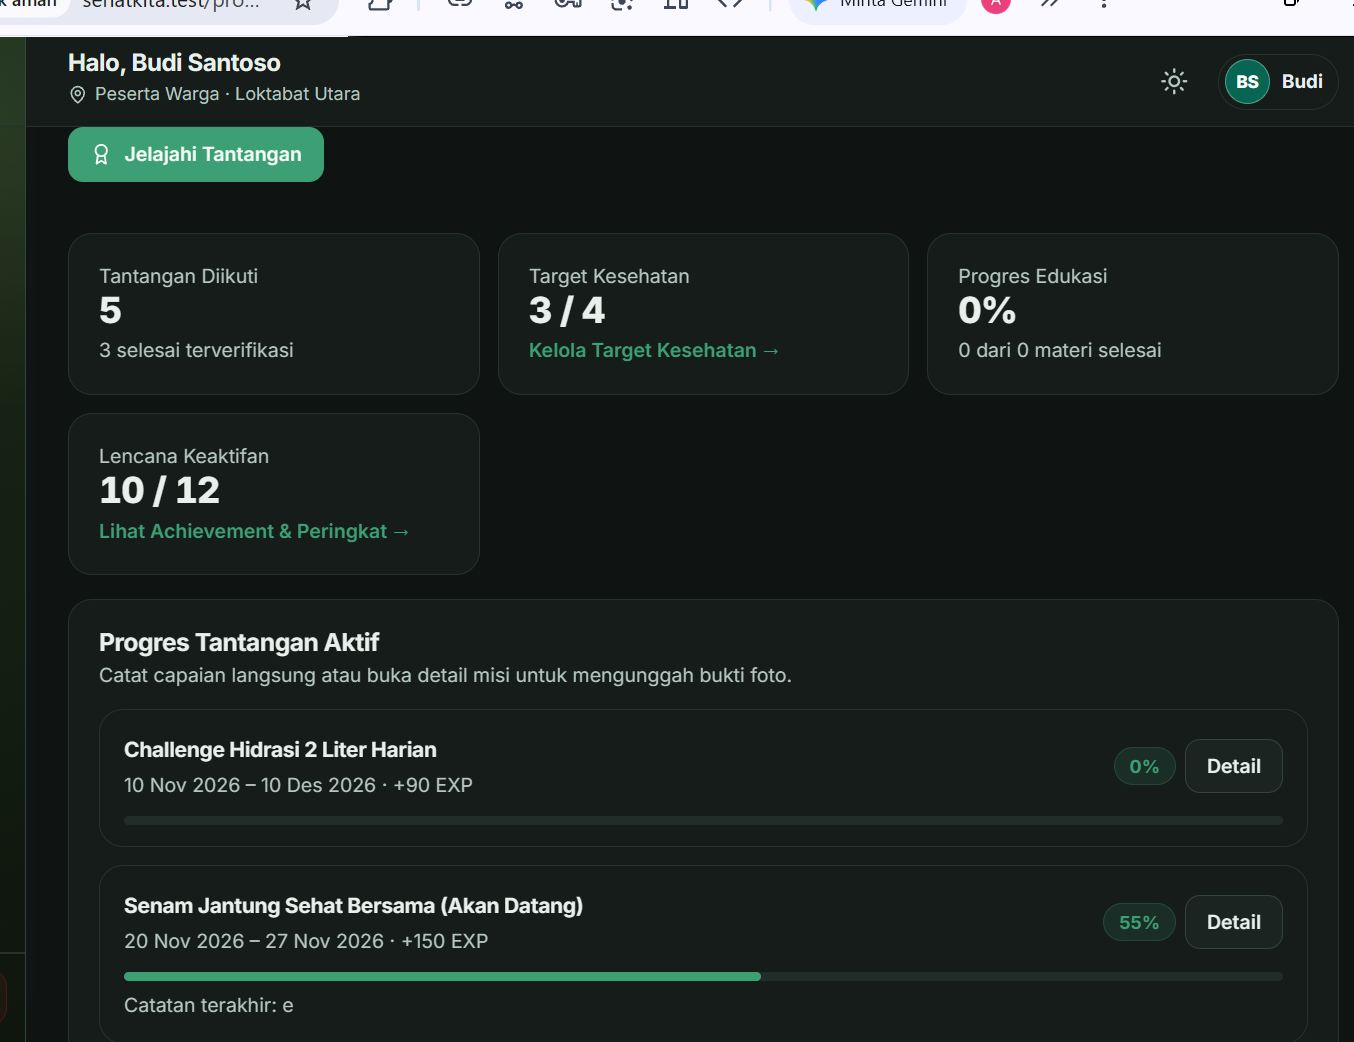 Halo, Budi Santoso
Peserta Warga · Loktabat Utara
BS Budi
Jelajahi Tantangan
Tantangan Diikuti
5
3 selesai terverifikasi
Target Kesehatan
3 / 4
Kelola Target Kesehatan →
Progres Edukasi
0%
0 dari 0 materi selesai
Lencana Keaktifan
10 / 12
Lihat Achievement & Peringkat →
Progres Tantangan Aktif
Catat capaian langsung atau buka detail misi untuk mengunggah bukti foto.
Challenge Hidrasi 2 Liter Harian
10 Nov 2026 – 10 Des 2026 · +90 EXP
0% Detail
Senam Jantung Sehat Bersama (Akan Datang)
20 Nov 2026 – 27 Nov 2026 · +150 EXP
55% Detail
Catatan terakhir: e